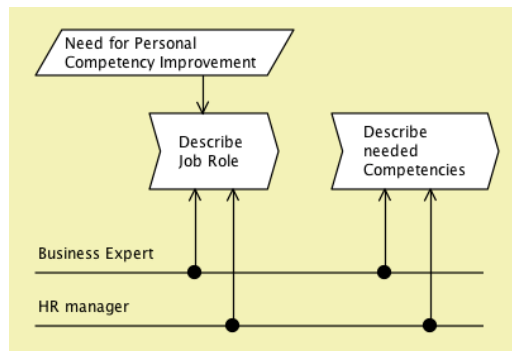 Need for Personal
Competency Improvement
Describe
Job Role
Describe
needed
Competencies
Business Expert
HR manager